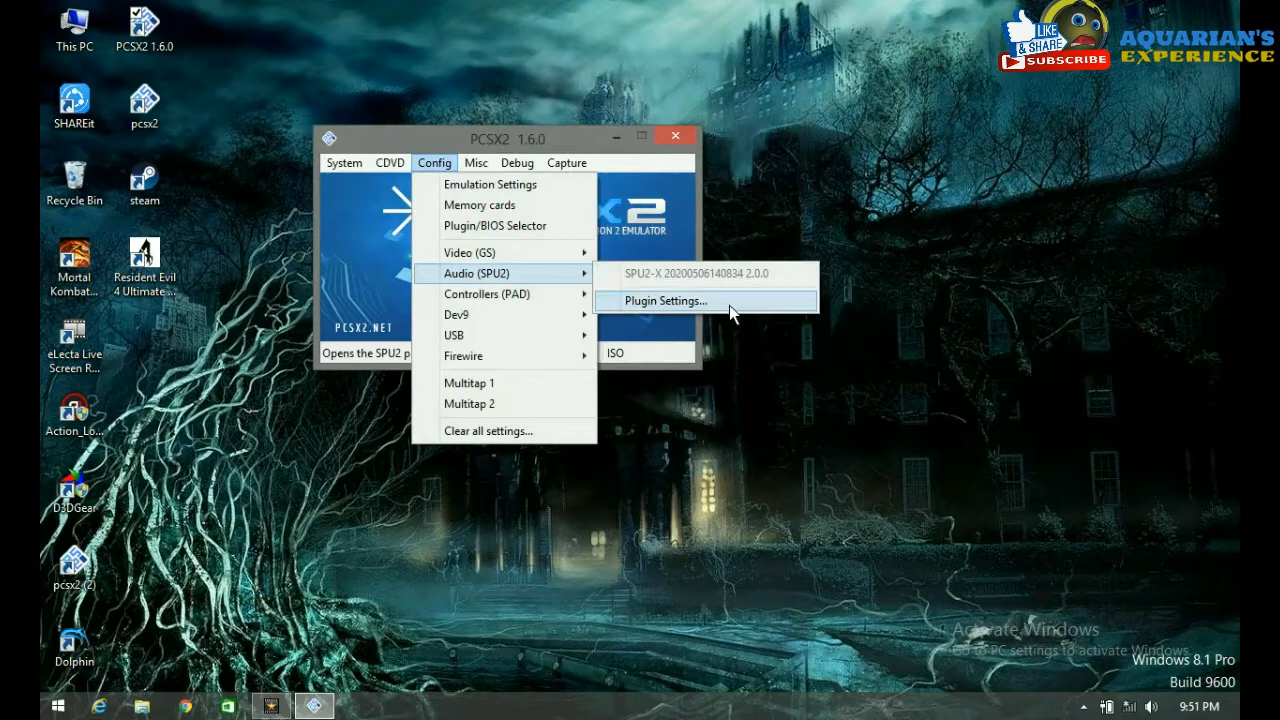 This PC
PCSX2 1.6.0
SHAREit
pcsx2
Recycle Bin
steam
Mortal
Kombat...
Resident Evil
4 Ultimate ...
eLecta Live
Screen R...
Action_Lo...
D3DGear
pcsx2 (2)
Dolphin
LIKE
& SHARE
SUBSCRIBE
AQUARIAN'S
EXPERIENCE
PCSX2 1.6.0
System CDVD Config Misc Debug Capture
Emulation Settings
Memory cards
Plugin/BIOS Selector
Video (GS)
Audio (SPU2)
Controllers (PAD)
Dev9
USB
Firewire
Multitap 1
Multitap 2
Clear all settings...
SPU2-X 20200506140834 2.0.0
Plugin Settings...
X2
ION 2 EMULATOR
PCSX2.NET
Opens the SPU2 p
ISO
Activate Windows
Go to PC settings to activate Windows.
Windows 8.1 Pro
Build 9600
9:51 PM